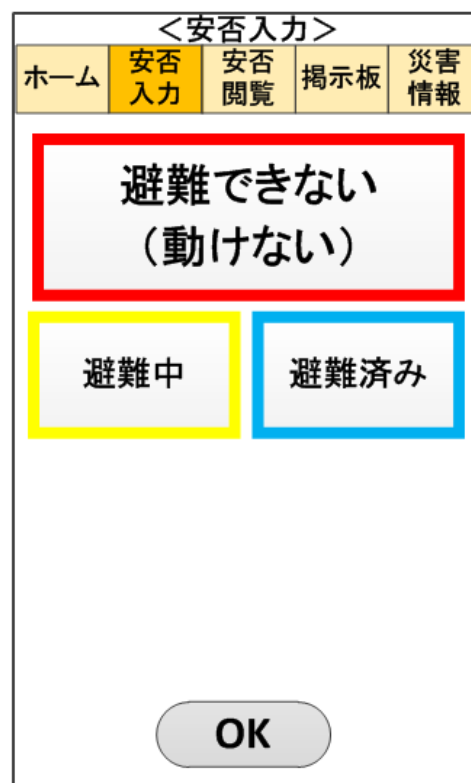 ＜安否入力＞
ホーム
安否
入力
安否
閲覧
掲示板
災害
情報
避難できない
（動けない）
避難中
避難済み
OK